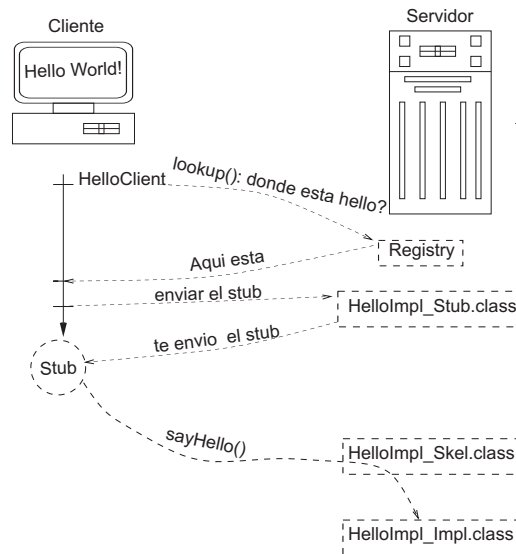 Cliente
Servidor
Hello World!
HelloClient
lookup(): donde esta hello?
Registry
Aqui esta
enviar el stub
HelloImpl_Stub.class
te envio el stub
Stub
sayHello()
HelloImpl_Skel.class
HelloImpl_Impl.class